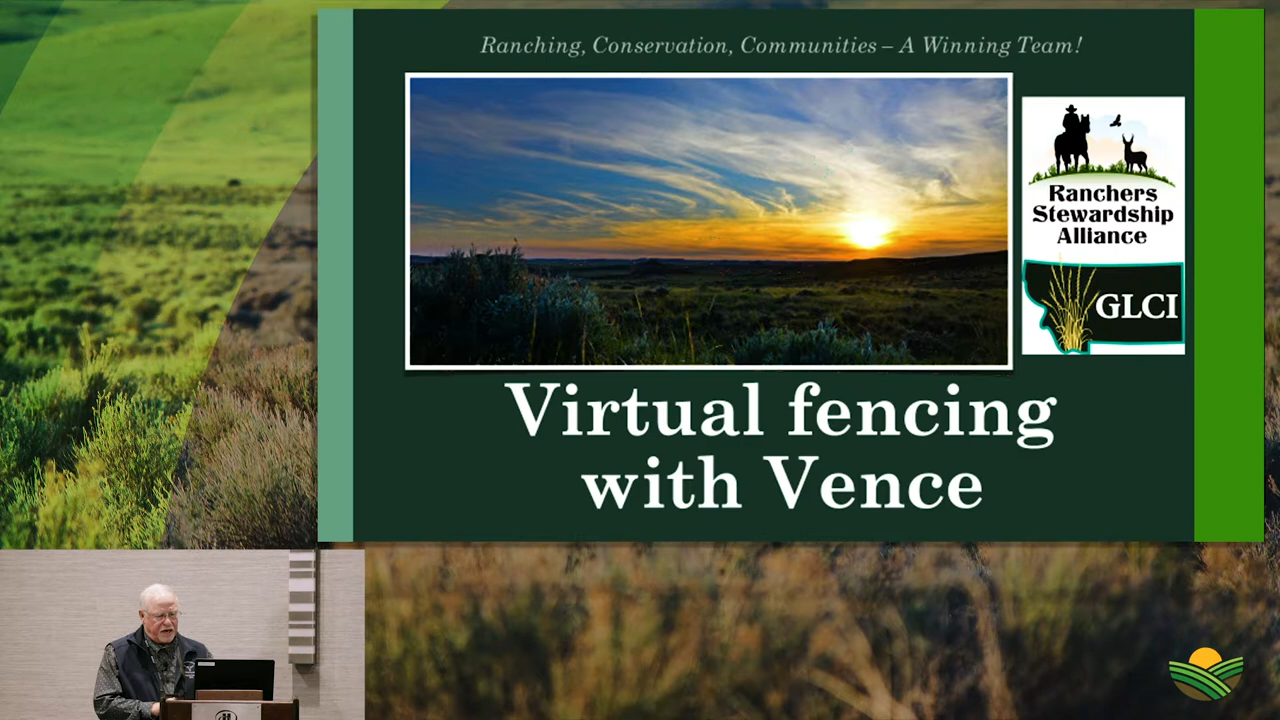 Ranching, Conservation, Communities – A Winning Team!
Ranchers
Stewardship
Alliance
GLCI
Virtual fencing
with Vence